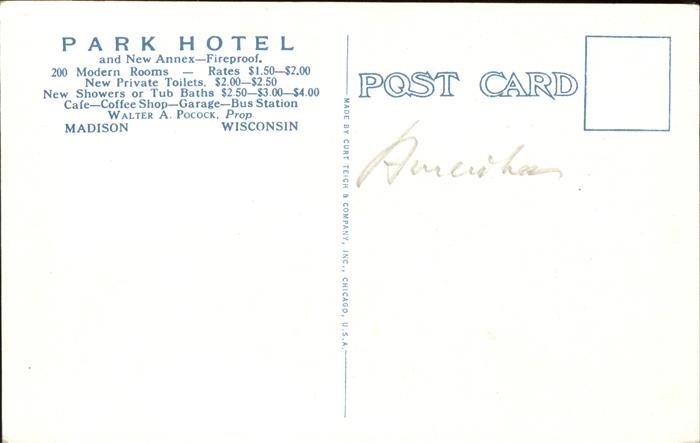 PARK HOTEL
and New Annex—Fireproof.
200 Modern Rooms — Rates $1.50—$2.00
New Private Toilets, $2.00—$2.50
New Showers or Tub Baths $2.50—$3.00—$4.00
Cafe—Coffee Shop—Garage—Bus Station
WALTER A. POCOCK, Prop.
MADISON WISCONSIN
MADE BY CURT TEICH & COMPANY, INC., CHICAGO, U.S.A.
POST CARD